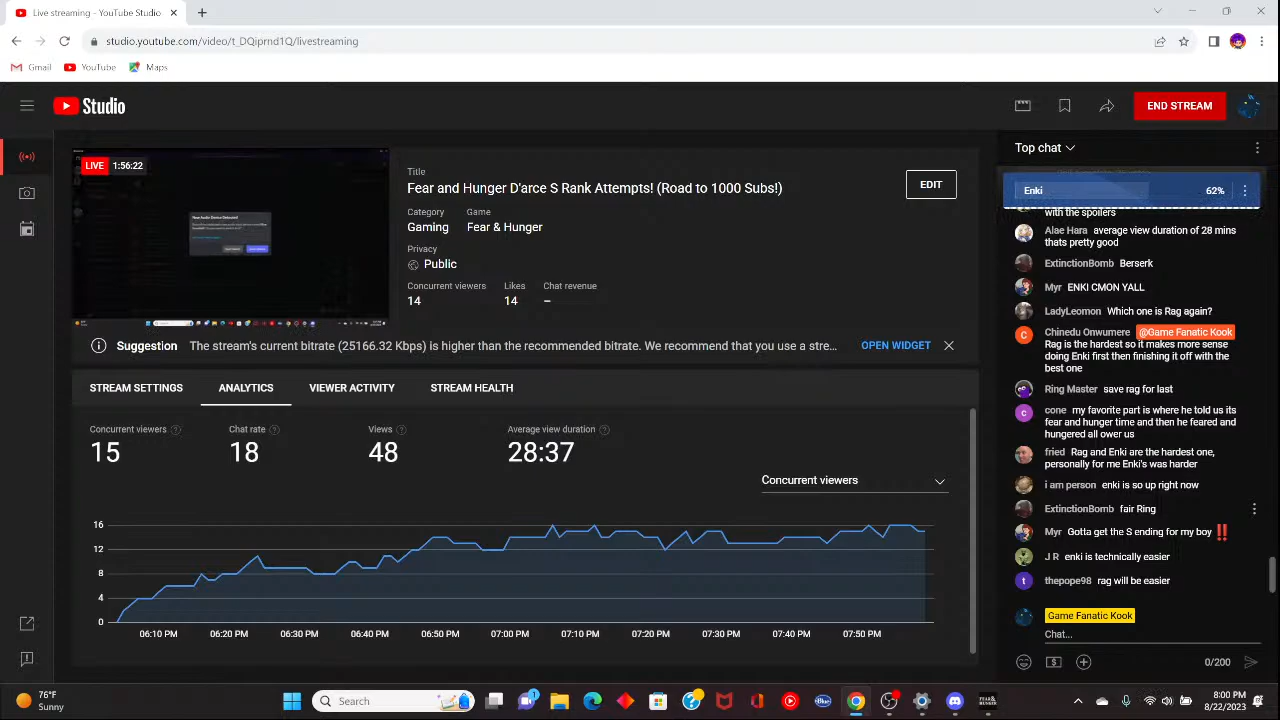 Live streaming - YouTube Studio
studio.youtube.com/video/t_DQiprnd1Q/livestreaming
Gmail
YouTube
Maps
Studio
END STREAM
LIVE 1:56:22
New Audio Device Detected!
Title
Fear and Hunger D'arce S Rank Attempts! (Road to 1000 Subs!)
EDIT
Category
Game
Gaming
Fear & Hunger
Privacy
Public
Concurrent viewers
Likes
Chat revenue
14
14
–
Suggestion
The stream's current bitrate (25166.32 Kbps) is higher than the recommended bitrate. We recommend that you use a stre...
OPEN WIDGET
STREAM SETTINGS
ANALYTICS
VIEWER ACTIVITY
STREAM HEALTH
Concurrent viewers
Chat rate
Views
Average view duration
15
18
48
28:37
Concurrent viewers
16
12
8
4
0
06:10 PM
06:20 PM
06:30 PM
06:40 PM
06:50 PM
07:00 PM
07:10 PM
07:20 PM
07:30 PM
07:40 PM
07:50 PM
Top chat
Enki
62%
with the spoilers
Alae Hara average view duration of 28 mins
thats pretty good
ExtinctionBomb Berserk
Myr ENKI CMON YALL
LadyLeomon Which one is Rag again?
Chinedu Onwumere @Game Fanatic Kook
Rag is the hardest so it makes more sense
doing Enki first then finishing it off with the
best one
Ring Master save rag for last
cone my favorite part is where he told us its
fear and hunger time and then he feared and
hungered all over us
fried Rag and Enki are the hardest one,
personally for me Enki's was harder
i am person enki is so up right now
ExtinctionBomb fair Ring
Myr Gotta get the S ending for my boy ‼️
J R enki is technically easier
thepope98 rag will be easier
Game Fanatic Kook
Chat...
0/200
76°F
Sunny
Search
1
FEAR &
HUNGER
8:00 PM
8/22/2023